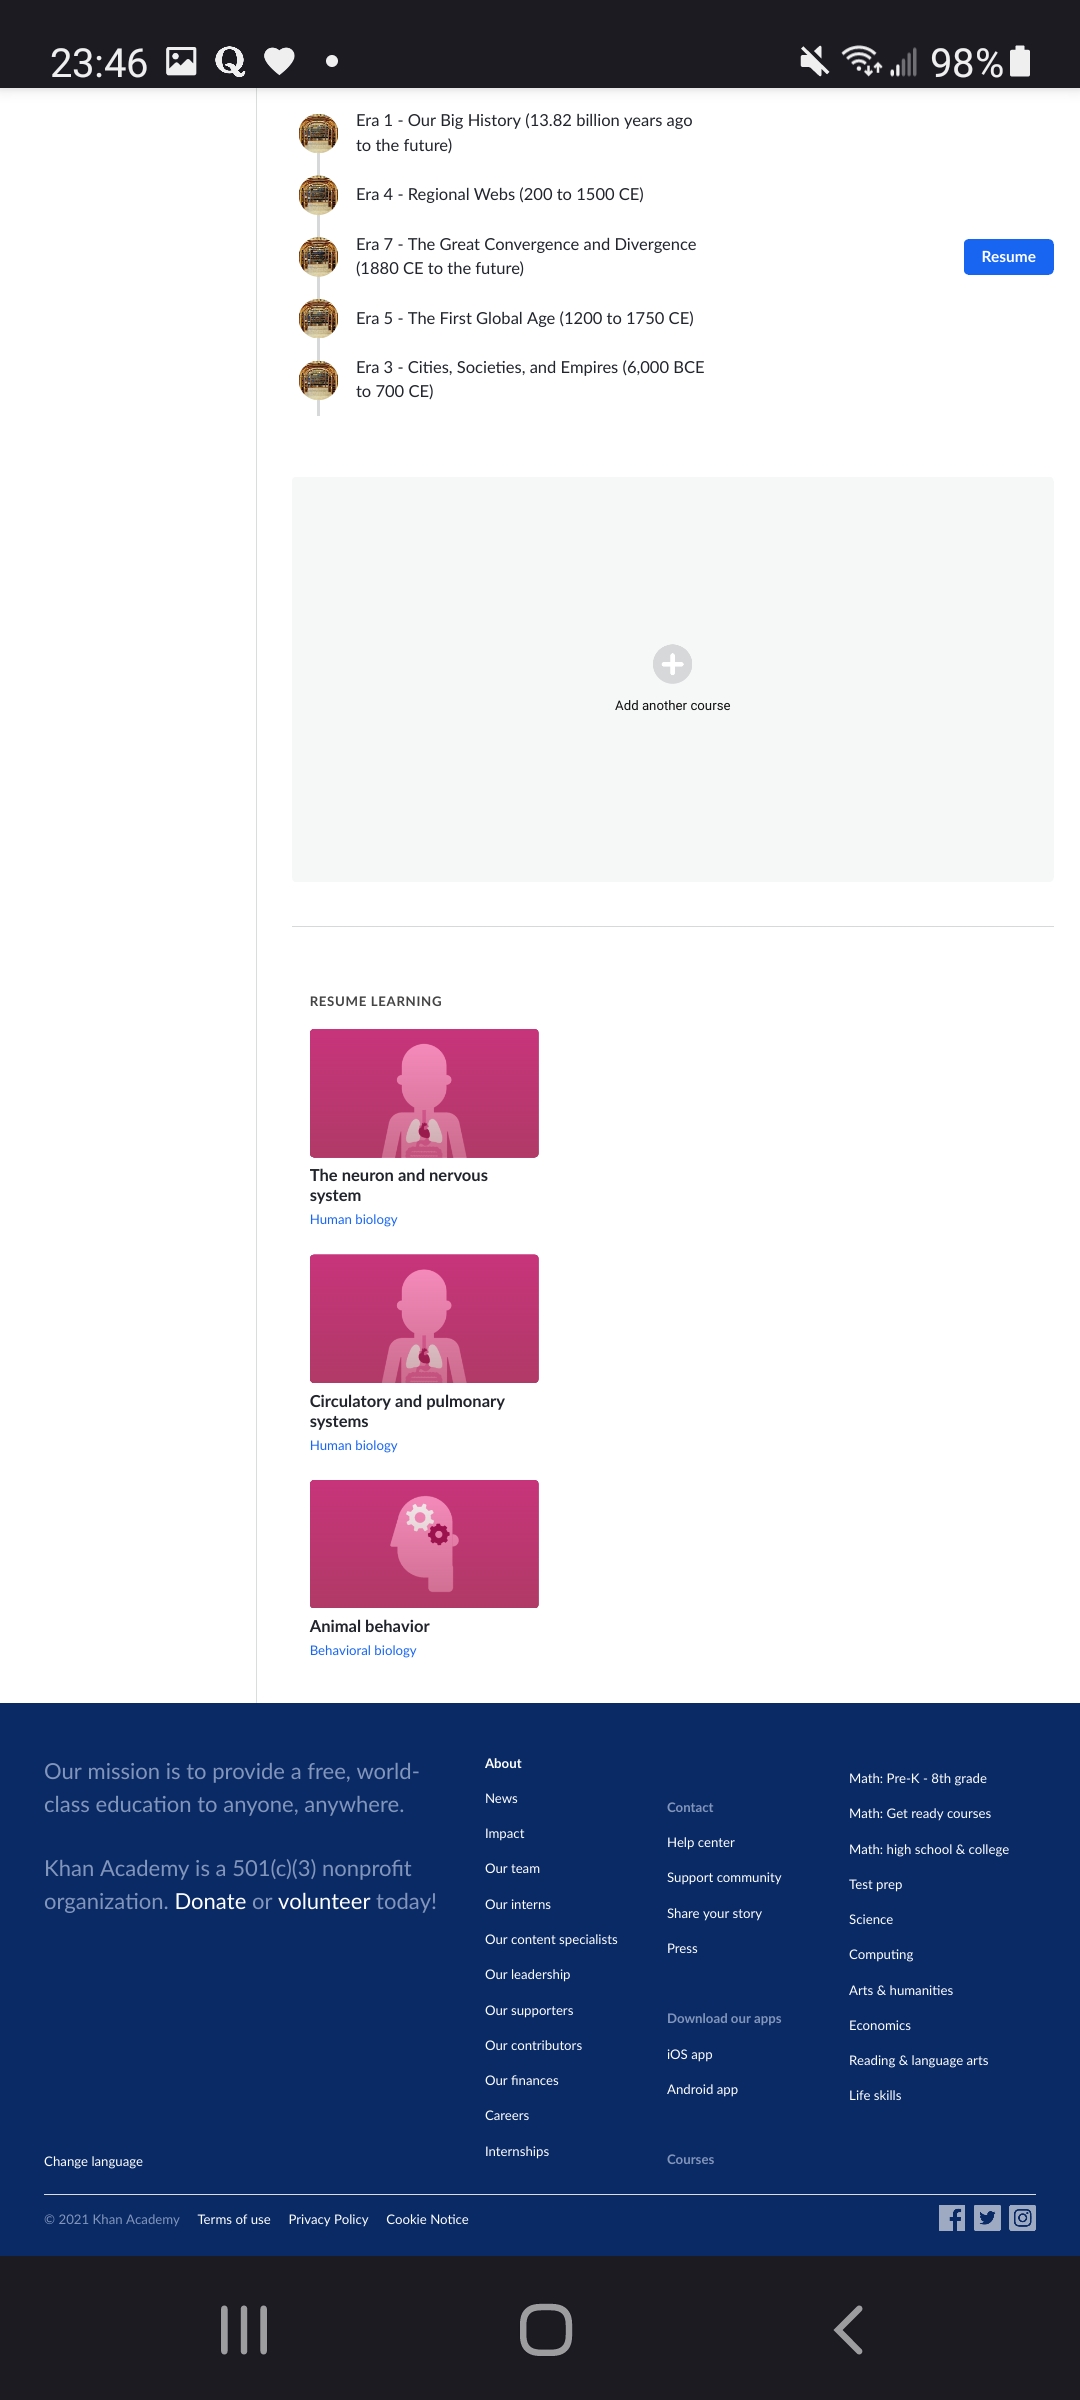 23:46
98%
Era 1 - Our Big History (13.82 billion years ago
to the future)
Era 4 - Regional Webs (200 to 1500 CE)
Era 7 - The Great Convergence and Divergence
(1880 CE to the future)
Resume
Era 5 - The First Global Age (1200 to 1750 CE)
Era 3 - Cities, Societies, and Empires (6,000 BCE
to 700 CE)
Add another course
RESUME LEARNING
The neuron and nervous
system
Human biology
Circulatory and pulmonary
systems
Human biology
Animal behavior
Behavioral biology
Our mission is to provide a free, world-
class education to anyone, anywhere.
Khan Academy is a 501(c)(3) nonprofit
organization. Donate or volunteer today!
Change language
About
News
Impact
Our team
Our interns
Our content specialists
Our leadership
Our supporters
Our contributors
Our finances
Careers
Internships
Contact
Help center
Support community
Share your story
Press
Download our apps
iOS app
Android app
Courses
Math: Pre-K - 8th grade
Math: Get ready courses
Math: high school & college
Test prep
Science
Computing
Arts & humanities
Economics
Reading & language arts
Life skills
© 2021 Khan Academy
Terms of use
Privacy Policy
Cookie Notice